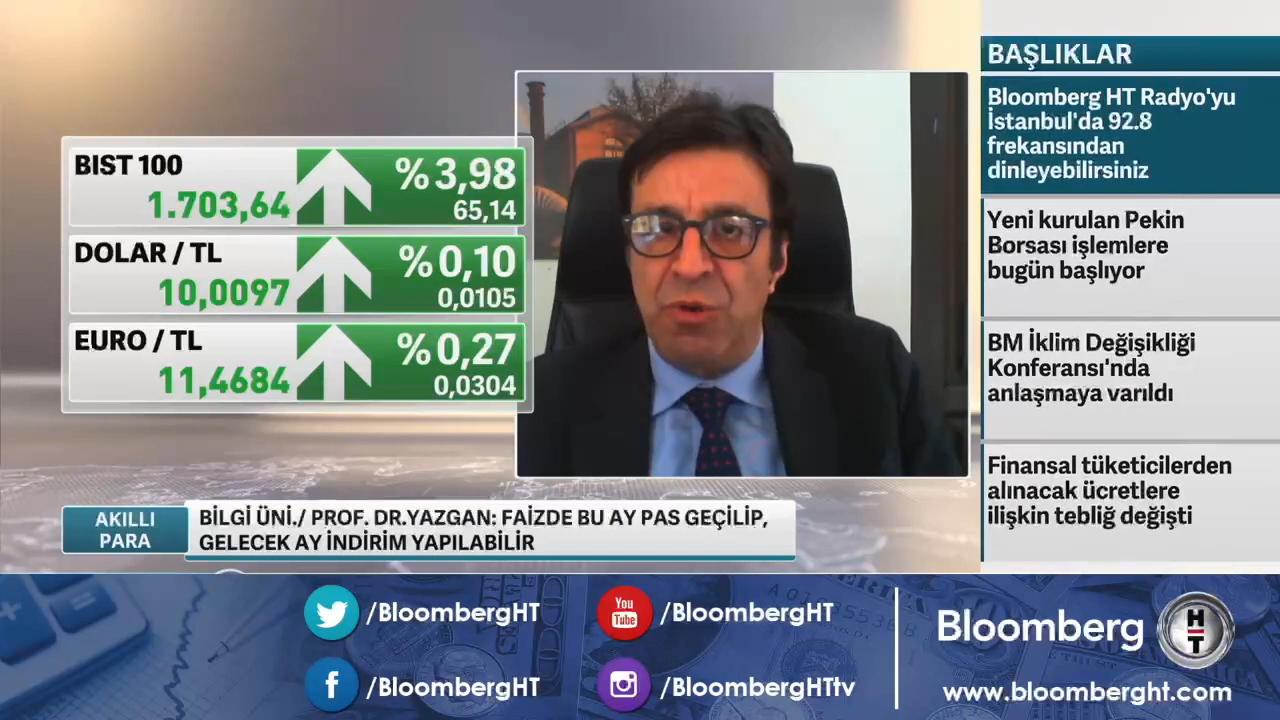 BIST 100
1.703,64
%3,98
65,14
DOLAR / TL
10,0097
%0,10
0,0105
EURO / TL
11,4684
%0,27
0,0304
AKILLI
PARA
BİLGİ ÜNİ./ PROF. DR.YAZGAN: FAİZDE BU AY PAS GEÇİLİP,
GELECEK AY İNDİRİM YAPILABİLİR
BAŞLIKLAR
Bloomberg HT Radyo'yu
İstanbul'da 92.8
frekansından
dinleyebilirsiniz
Yeni kurulan Pekin
Borsası işlemlere
bugün başlıyor
BM İklim Değişikliği
Konferansı'nda
anlaşmaya varıldı
Finansal tüketicilerden
alınacak ücretlere
ilişkin tebliğ değişti
/BloombergHT
You
Tube
/BloombergHT
f
/BloombergHT
/BloombergHTtv
Bloomberg
HT
www.bloomberght.com